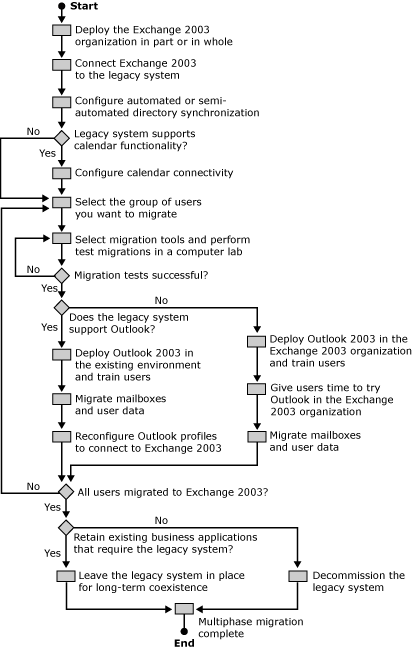 Start
Deploy the Exchange 2003
organization in part or in whole
Connect Exchange 2003
to the legacy system
Configure automated or semi-
automated directory synchronization
No
Legacy system supports
calendar functionality?
Yes
Configure calendar connectivity
Select the group of users
you want to migrate
Select migration tools and perform
test migrations in a computer lab
No
Migration tests successful?
Yes
No
Does the legacy system
support Outlook?
Yes
Deploy Outlook 2003 in
the existing environment
and train users
Migrate mailboxes
and user data
Reconfigure Outlook profiles
to connect to Exchange 2003
Deploy Outlook 2003 in the
Exchange 2003 organization
and train users
Give users time to try
Outlook in the Exchange
2003 organization
Migrate mailboxes
and user data
No
All users migrated to Exchange 2003?
Yes
No
Retain existing business applications
that require the legacy system?
Yes
Leave the legacy system in place
for long-term coexistence
Decommission the
legacy system
Multiphase migration
complete
End